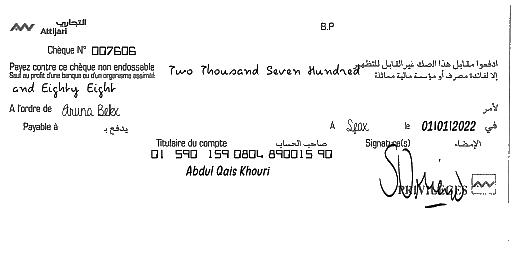 التجاري
Attijari
B.P
Chèque N° 007606
Payez contre ce chèque non endossable
Two Thousand Seven Hundred
ادفعوا مقابل هذا الصك غير القابل للتظهير
Sauf au profit d'une banque ou d'un organisme assimilé
إلا لفائدة مصرف أو مؤسسة مالية مماثلة
and Eighty Eight
A l'ordre de Aruna
لأمر
Payable à
يدفع بـ
A Sfax le 01/01/2022 في
Titulaire du compte صاحب الحساب
Signature(s) الإمضاء
01 590 159 0804 890015 90
Abdul Qais Khouri
PRIVILEGES